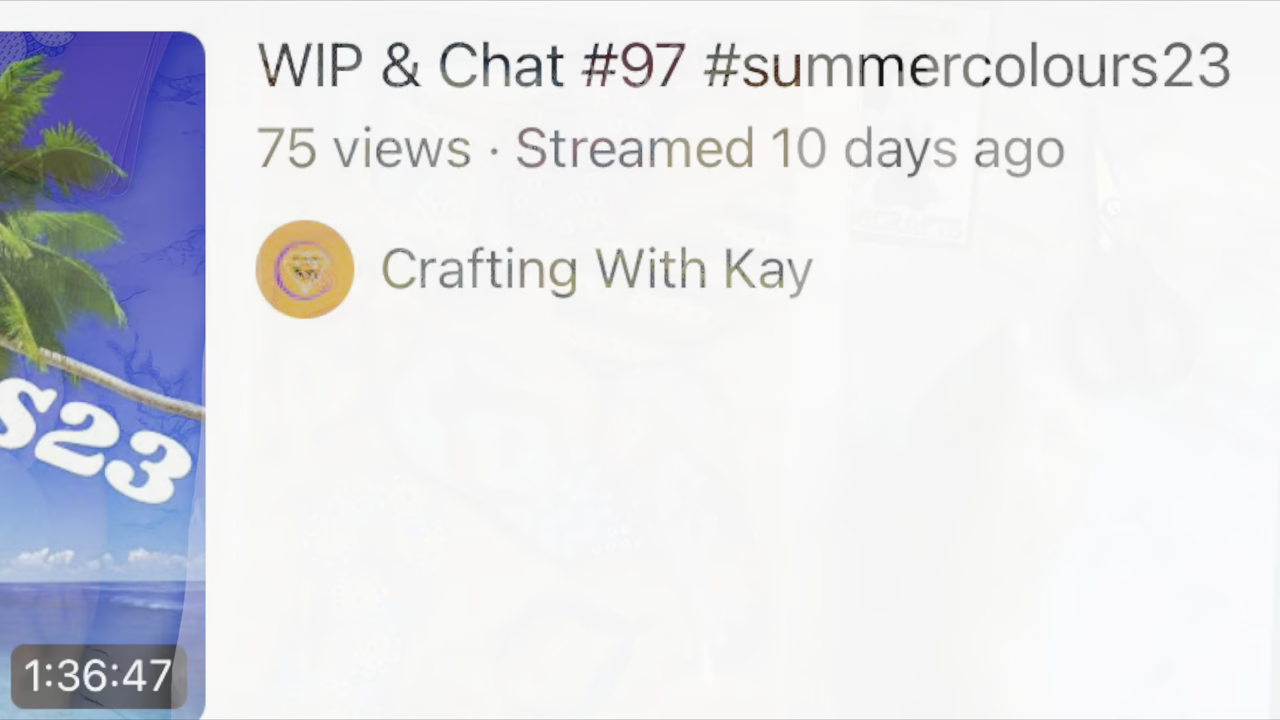 WIP & Chat #97 #summercolours23
75 views · Streamed 10 days ago
Crafting With Kay
s23
1:36:47